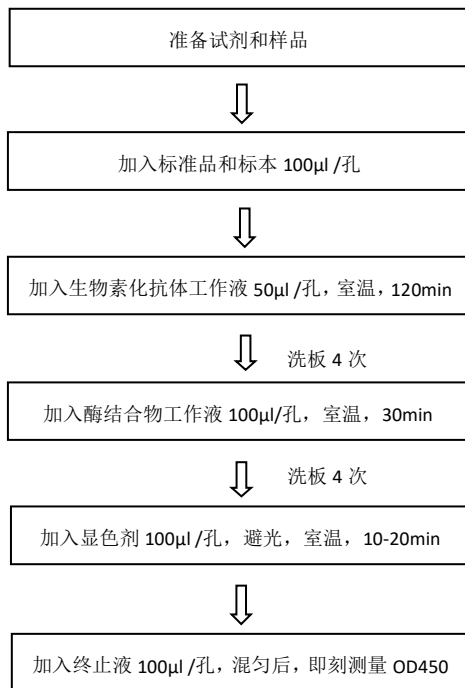 准备试剂和样品
加入标准品和标本 100μl /孔
加入生物素化抗体工作液 50μl /孔，室温，120min
洗板 4 次
加入酶结合物工作液 100μl/孔，室温，30min
洗板 4 次
加入显色剂 100μl /孔，避光，室温，10-20min
加入终止液 100μl /孔，混匀后，即刻测量 OD450